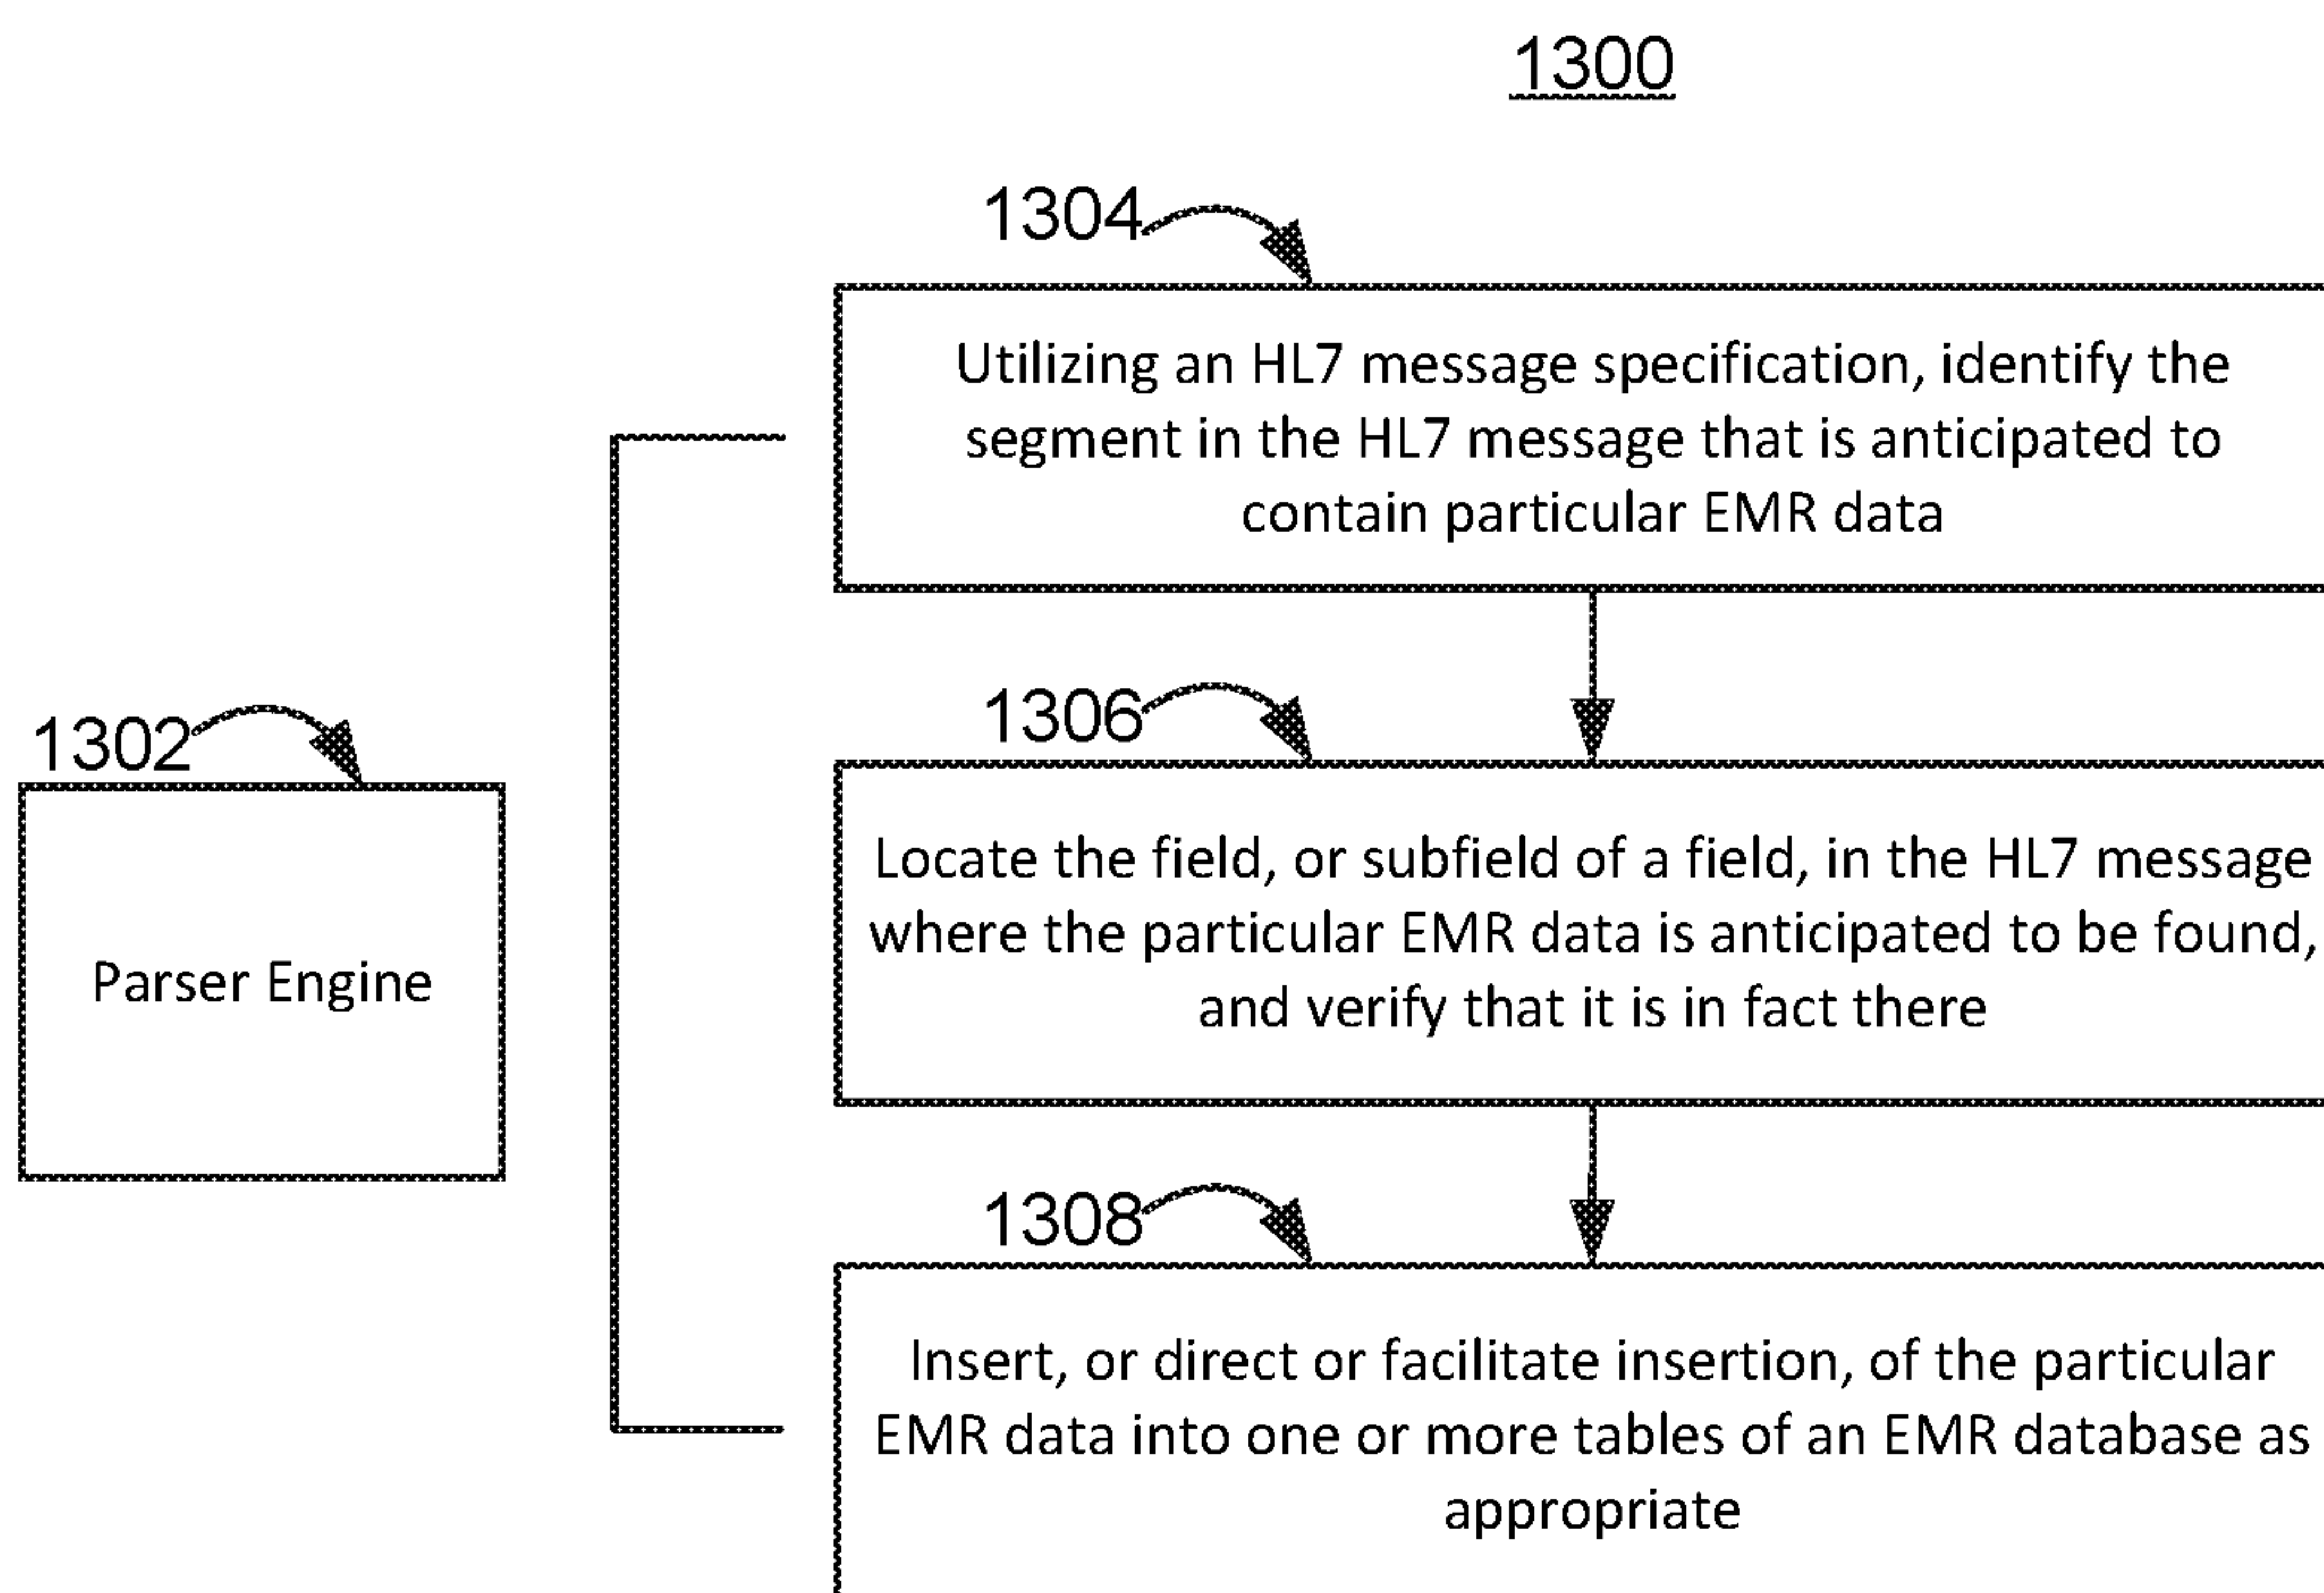 1300
1304
Utilizing an HL7 message specification, identify the
segment in the HL7 message that is anticipated to
contain particular EMR data
1302
Parser Engine
1306
Locate the field, or subfield of a field, in the HL7 message
where the particular EMR data is anticipated to be found,
and verify that it is in fact there
1308
Insert, or direct or facilitate insertion, of the particular
EMR data into one or more tables of an EMR database as
appropriate